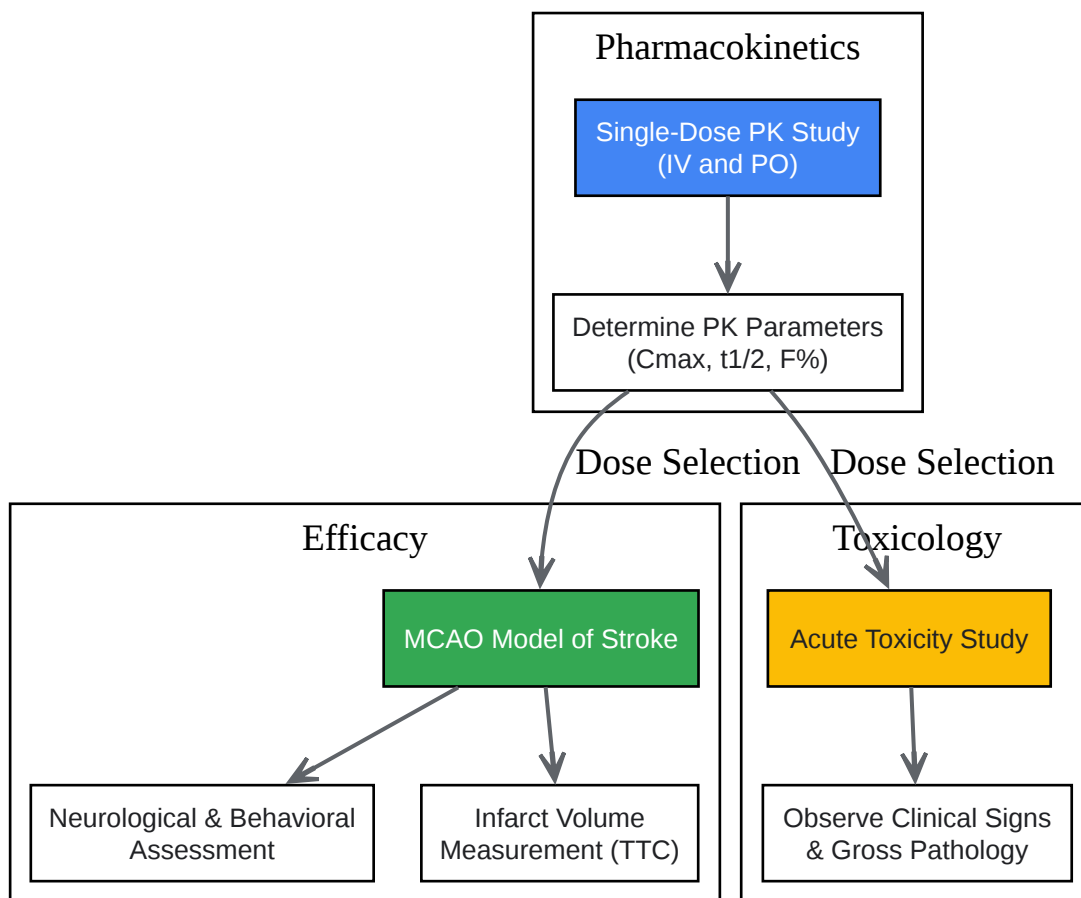 Pharmacokinetics
Single-Dose PK Study
(IV and PO)
Determine PK Parameters
(Cmax, t1/2, F%)
Dose Selection
Dose Selection
Efficacy
Toxicology
MCAO Model of Stroke
Acute Toxicity Study
Neurological & Behavioral
Assessment
Infarct Volume
Measurement (TTC)
Observe Clinical Signs
& Gross Pathology